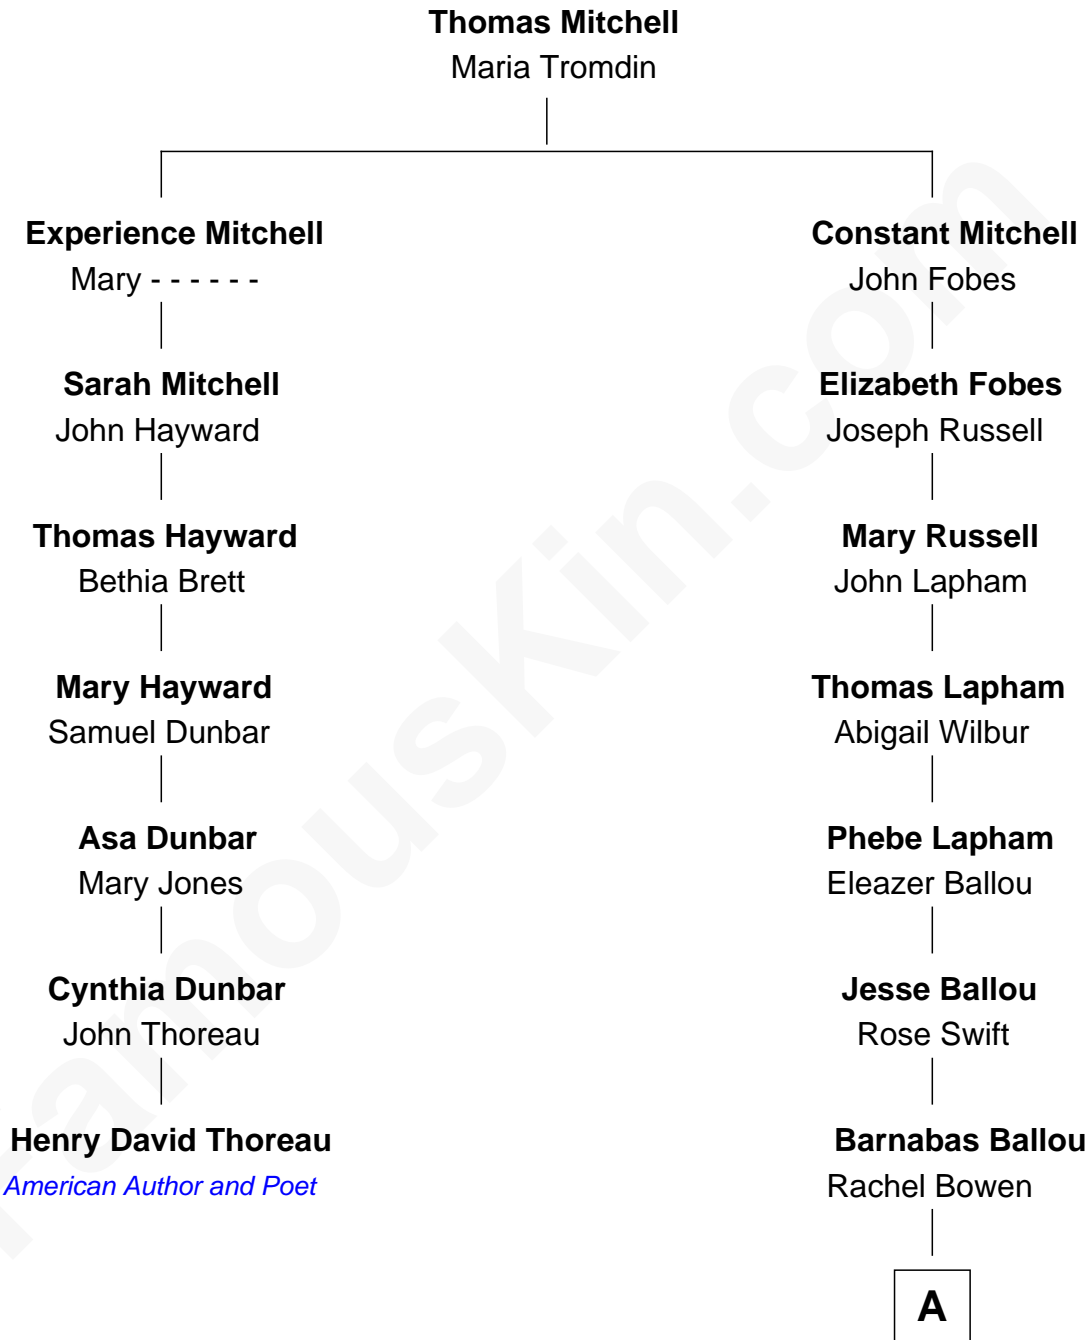 Thomas Mitchell
Maria Tromdin
Experience Mitchell
Mary - - - - - -
Constant Mitchell
John Fobes
Sarah Mitchell
John Hayward
Elizabeth Fobes
Joseph Russell
Thomas Hayward
Bethia Brett
Mary Russell
John Lapham
Mary Hayward
Samuel Dunbar
Thomas Lapham
Abigail Wilbur
Asa Dunbar
Mary Jones
Phebe Lapham
Eleazer Ballou
Cynthia Dunbar
John Thoreau
Jesse Ballou
Rose Swift
Henry David Thoreau
American Author and Poet
Barnabas Ballou
Rachel Bowen
A
FamousKin.com